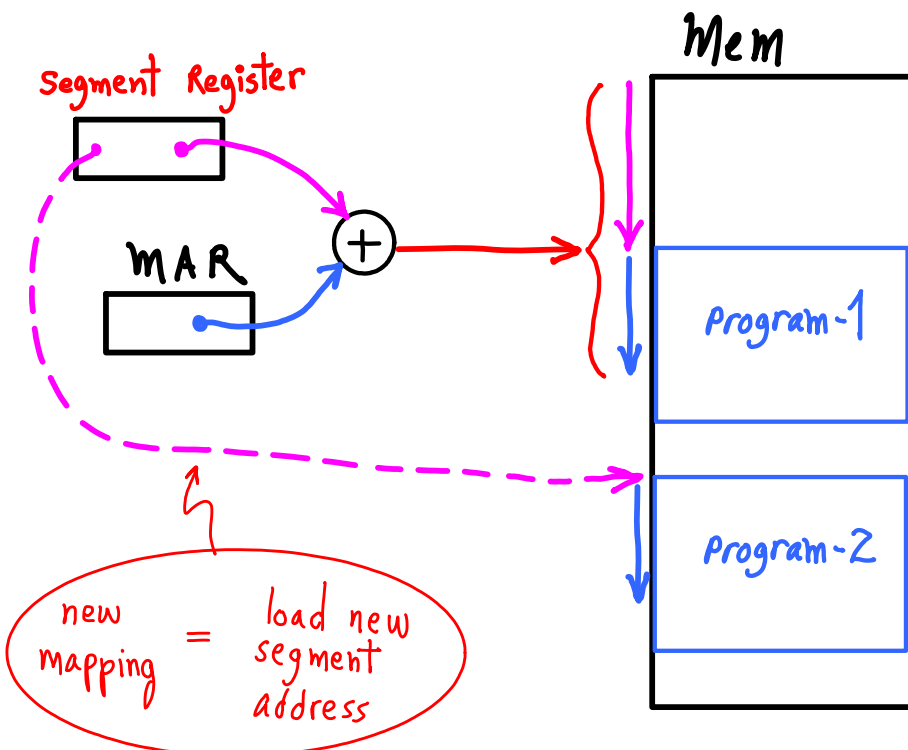 Mem
Segment Register
+
MAR
Program-1
Program-2
new
mapping
=
load new
segment
address